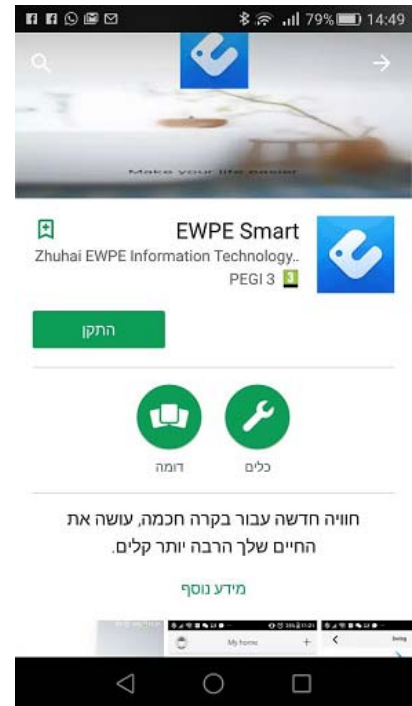 79% 14:49
Make your life easier
EWPE Smart
Zhuhai EWPE Information Technology..
PEGI 3 3
התקן
כלים
דומה
חוויה חדשה עבור בקרה חכמה, עושה את
החיים שלך הרבה יותר קלים.
מידע נוסף
My home +